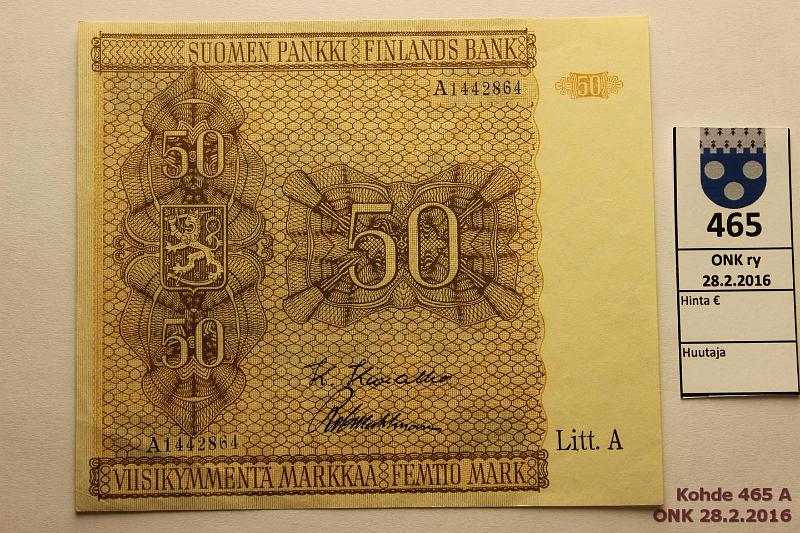 SUOMEN PANKKI FINLANDS BANK
A1442864
50
50
50
50
A1442864
Litt. A
VIISIKYMMENTÄ MARKKAA FEMTIO MARK
465
ONK ry
28.2.2016
Hinta €
Huutaja
Kohde 465 A
ONK 28.2.2016